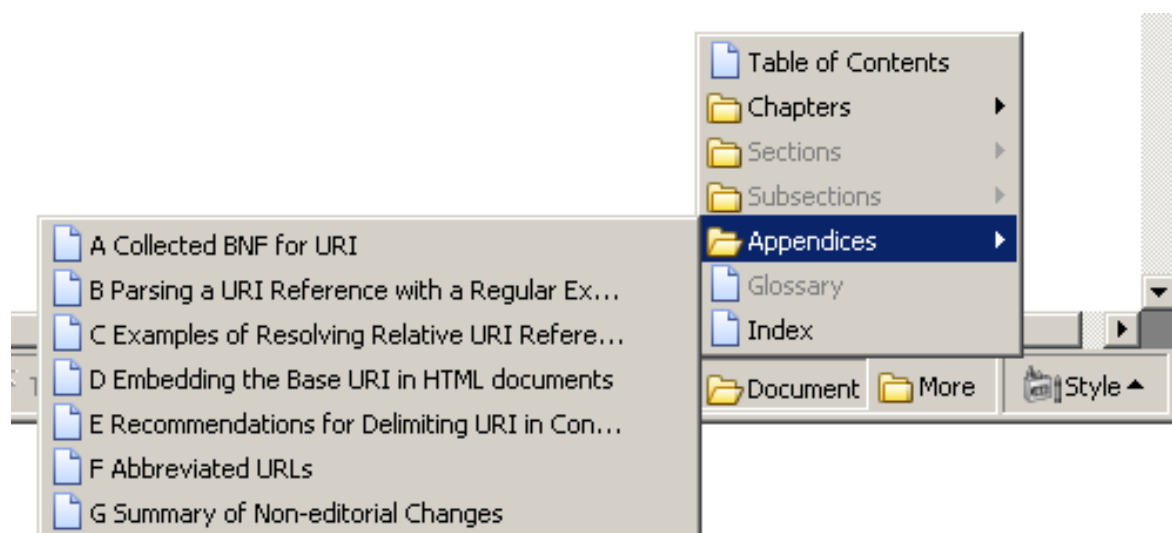 Table of Contents
Chapters
Sections
Subsections
Appendices
Glossary
Index
A Collected BNF for URI
B Parsing a URI Reference with a Regular Ex...
C Examples of Resolving Relative URI Refere...
D Embedding the Base URI in HTML documents
E Recommendations for Delimiting URI in Con...
F Abbreviated URLs
G Summary of Non-editorial Changes
Document More Style